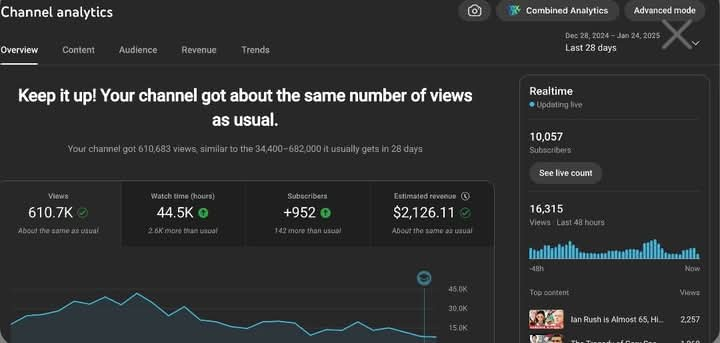 Channel analytics
Combined Analytics
Advanced mode
Dec 28, 2024 – Jan 24, 2025
Last 28 days
Overview
Content
Audience
Revenue
Trends
Keep it up! Your channel got about the same number of views
as usual.
Your channel got 610,683 views, similar to the 34,400–682,000 it usually gets in 28 days
Views
610.7K
About the same as usual
Watch time (hours)
44.5K
2.6K more than usual
Subscribers
+952
142 more than usual
Estimated revenue
$2,126.11
About the same as usual
45.0K
30.0K
15.0K
Realtime
Updating live
10,057
Subscribers
See live count
16,315
Views · Last 48 hours
-48h
Now
Top content
Views
Ian Rush is Almost 65, Hi...
2,257